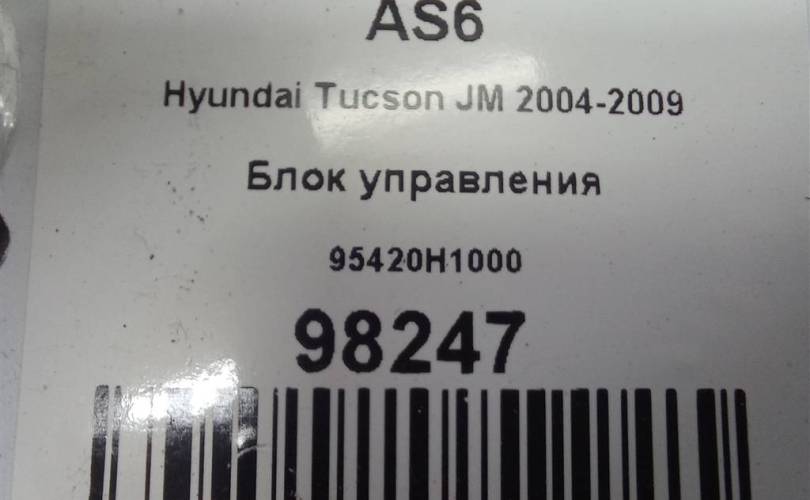 AS6
Hyundai Tucson JM 2004-2009
Блок управления
95420H1000
98247